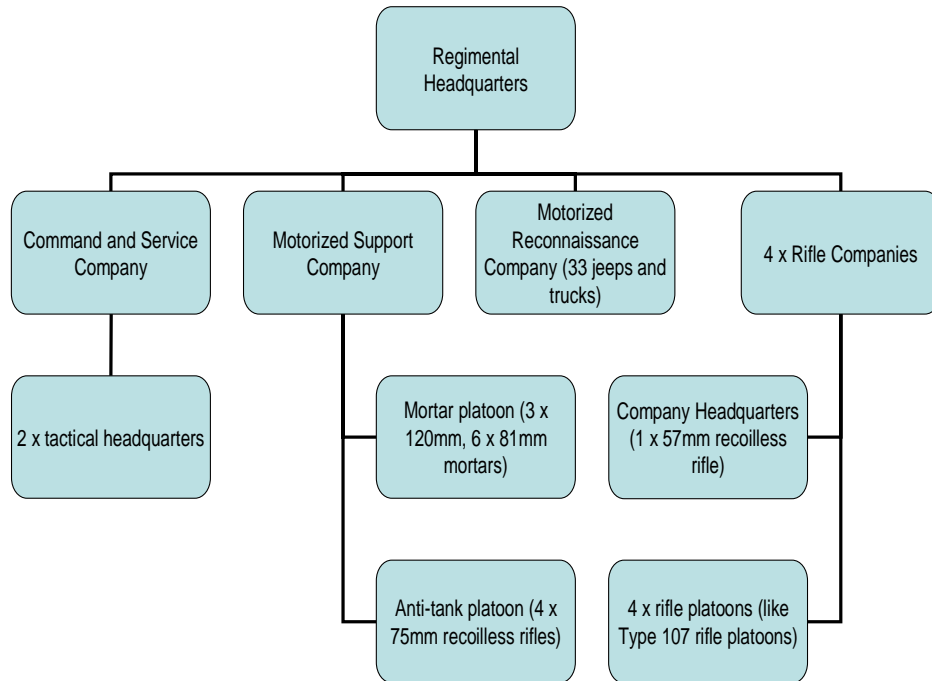 Regimental
Headquarters
Command and Service
Company
Motorized Support
Company
Motorized
Reconnaissance
Company (33 jeeps and
trucks)
4 x Rifle Companies
2 x tactical headquarters
Mortar platoon (3 x
120mm, 6 x 81mm
mortars)
Company Headquarters
(1 x 57mm recoilless
rifle)
Anti-tank platoon (4 x
75mm recoilless rifles)
4 x rifle platoons (like
Type 107 rifle platoons)